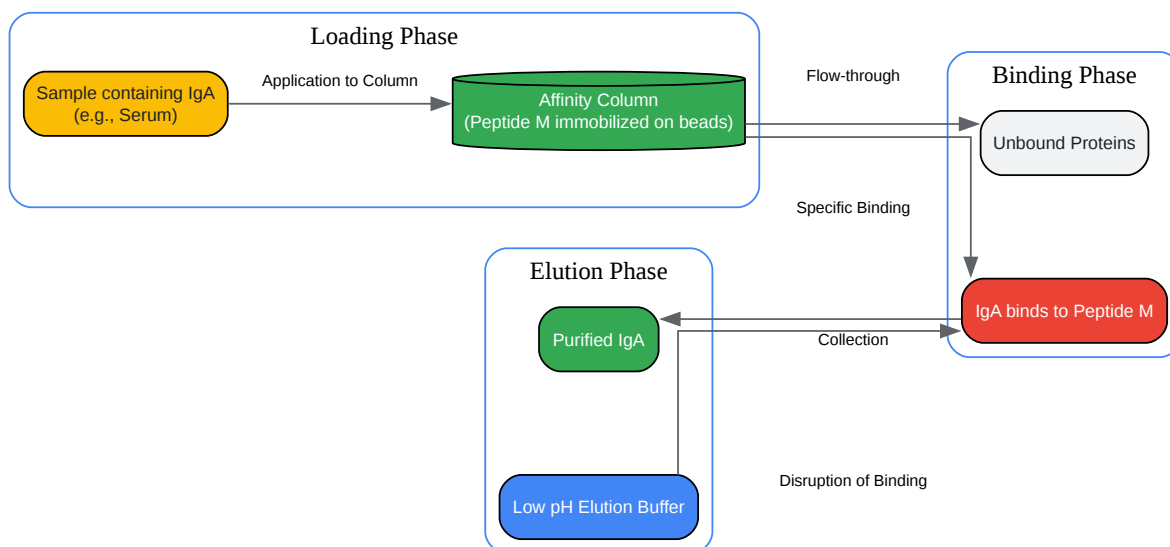 Loading Phase
Sample containing IgA
(e.g., Serum)
Application to Column
Affinity Column
(Peptide M immobilized on beads)
Flow-through
Binding Phase
Unbound Proteins
Specific Binding
IgA binds to Peptide M
Elution Phase
Purified IgA
Collection
Low pH Elution Buffer
Disruption of Binding